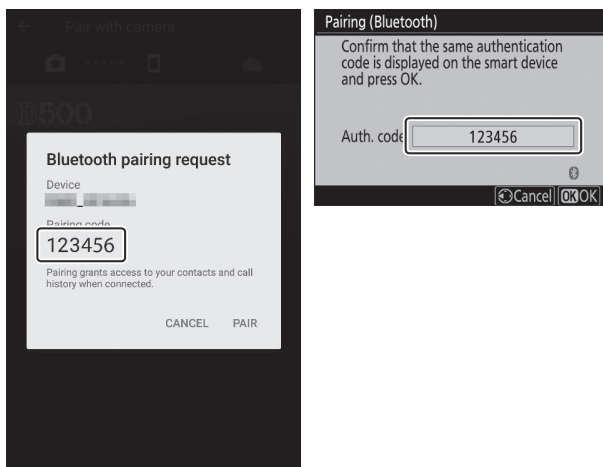 Pair with camera
D500
Bluetooth pairing request
Device
Pairing code
123456
Pairing grants access to your contacts and call
history when connected.
CANCEL PAIR
Pairing (Bluetooth)
Confirm that the same authentication
code is displayed on the smart device
and press OK.
Auth. code 123456
Cancel OK OK